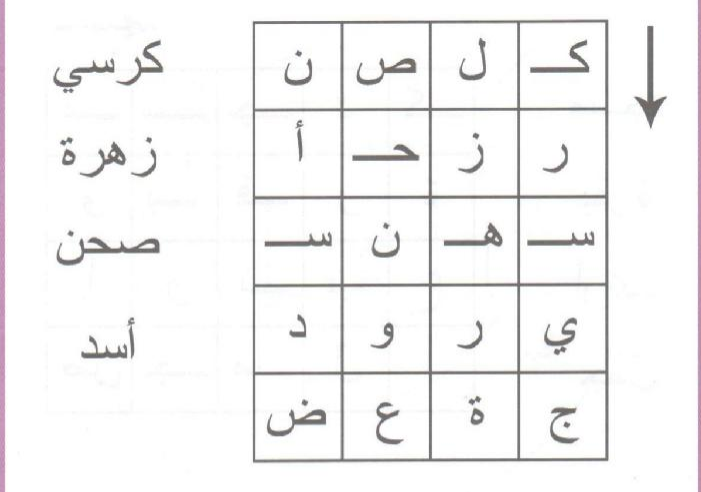 كـ ل ص ن كرسي
ر ز حـ أ زهرة
سـ هـ ن سـ صحن
ي ر و د أسد
ج ة ع ض